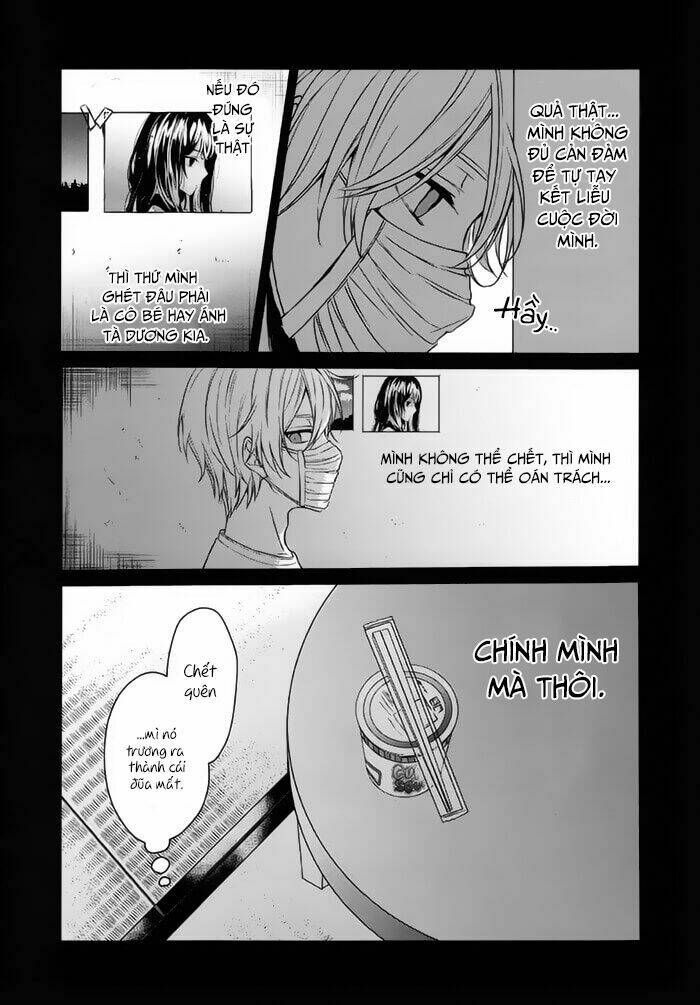 QUẢ THẬT...
MÌNH KHÔNG
ĐỦ CẢN ĐẢM
ĐỂ TỰ TAY
KẾT LIỄU
CUỘC ĐỜI
MÌNH.
Hầy...
NẾU ĐÓ
ĐÚNG
LÀ SỰ
THẬT
THÌ THỨ MÌNH
GHÉT ĐÂU PHẢI
LÀ CÔ BÉ HAY ÁNH
TÀ DƯƠNG KIA.
MÌNH KHÔNG THỂ CHẾT, THÌ MÌNH
CŨNG CHỈ CÓ THỂ OÁN TRÁCH...
CHÍNH MÌNH
MÀ THÔI.
Chết
quên
...mì nó
trương ra
thành cái
đũa mất.